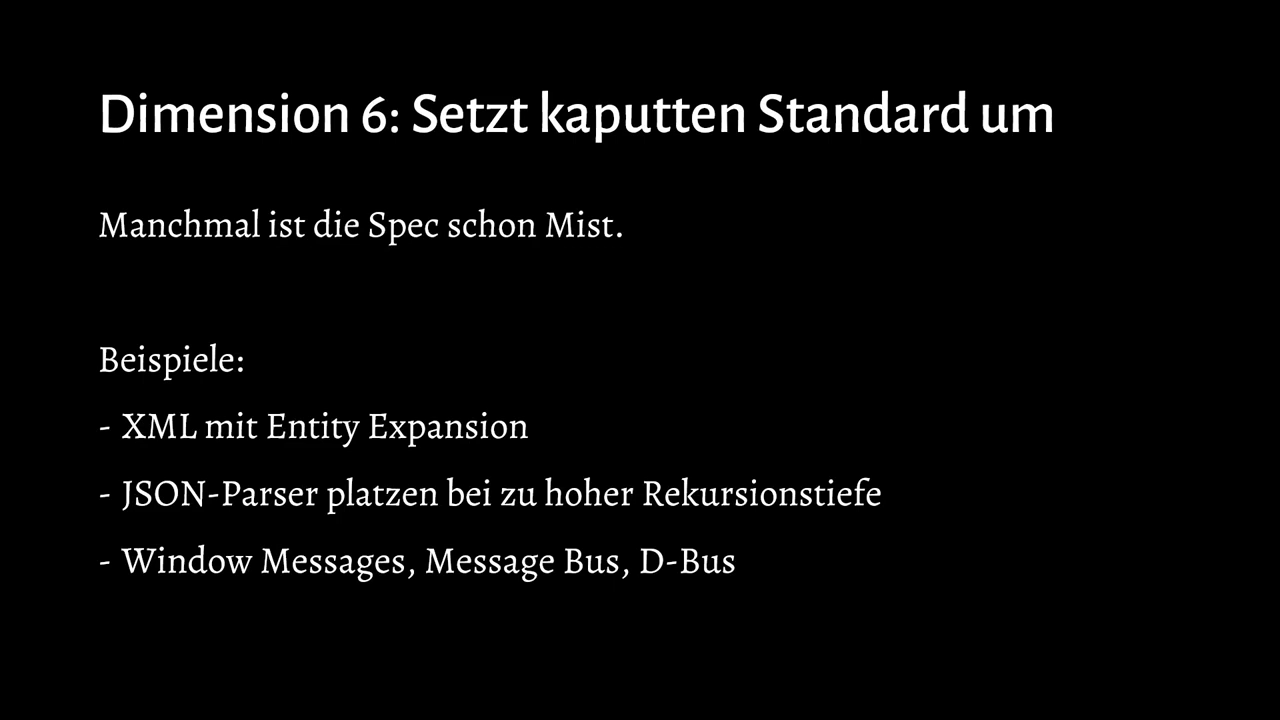 Dimension 6: Setzt kaputten Standard um
Manchmal ist die Spec schon Mist.
Beispiele:
- XML mit Entity Expansion
- JSON-Parser platzen bei zu hoher Rekursionstiefe
- Window Messages, Message Bus, D-Bus